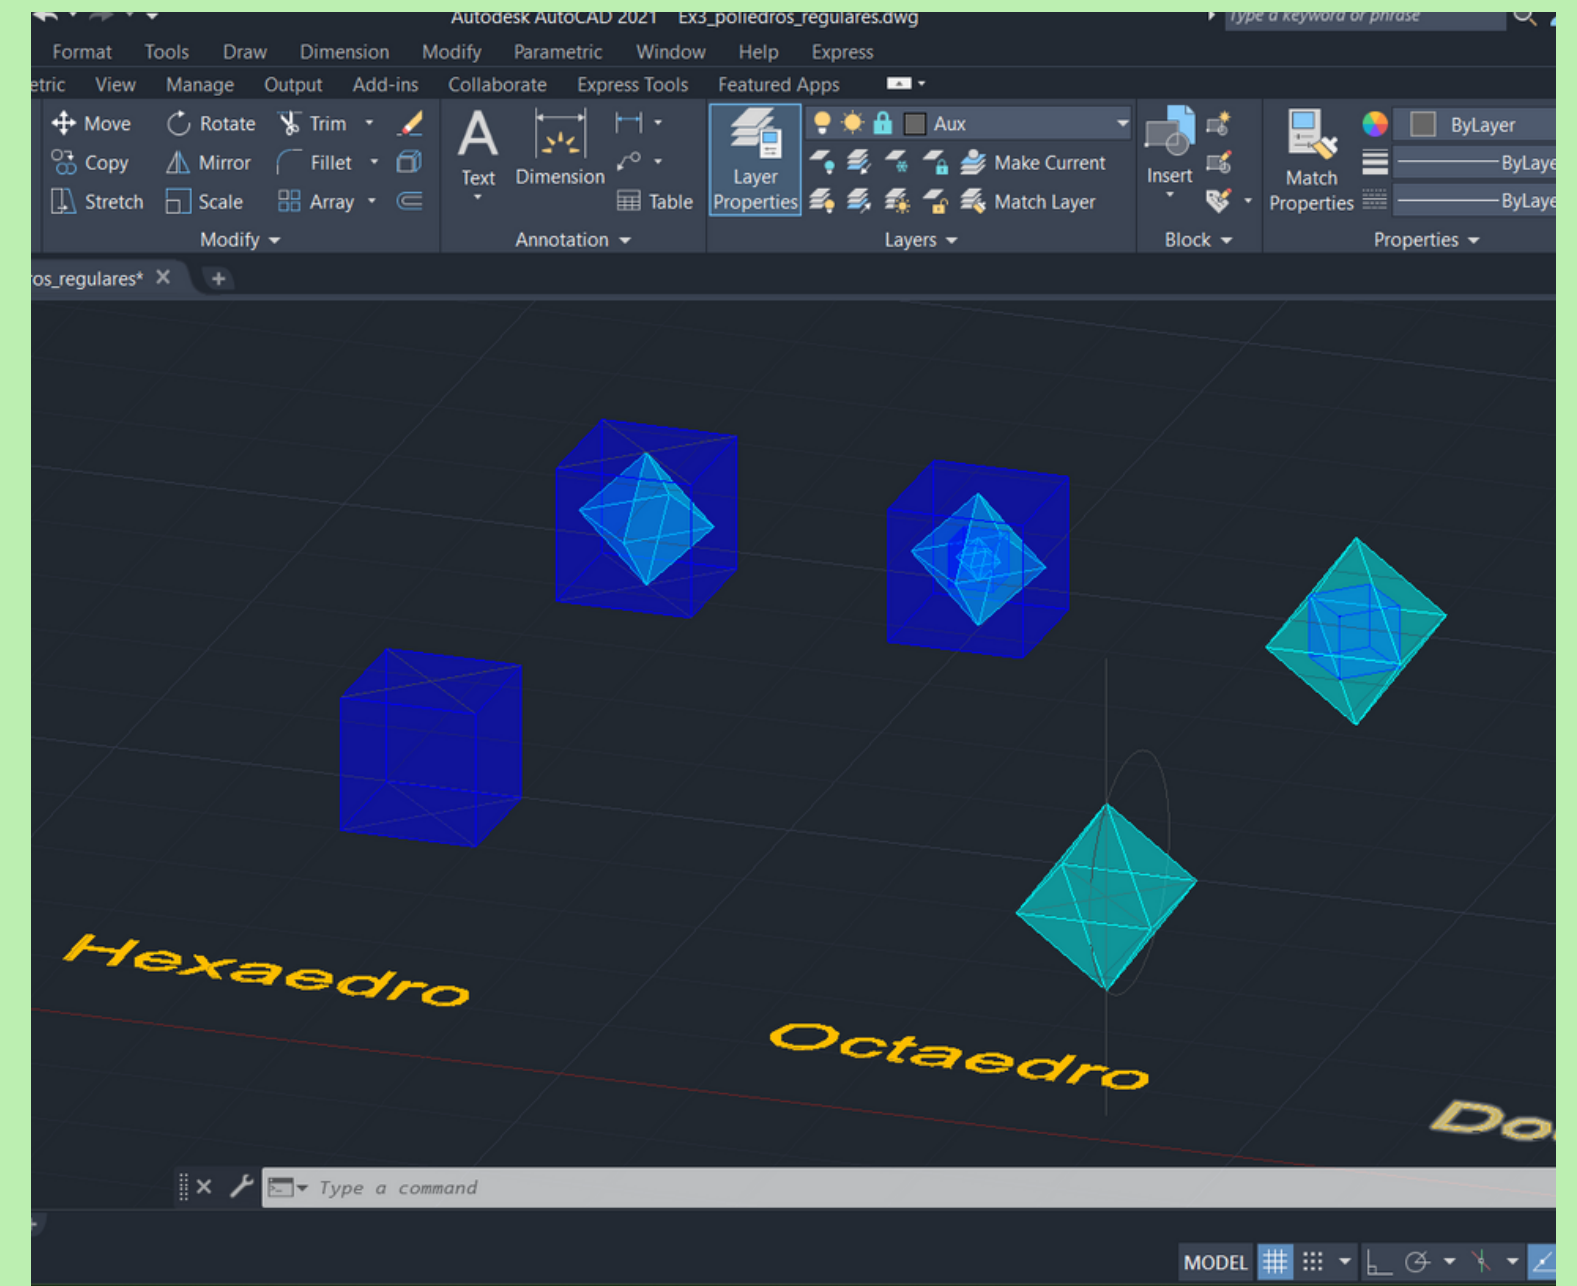 Autodesk AutoCAD 2021 Ex3_poliedros_regulares.dwg Type a keyword or phrase
Format Tools Draw Dimension Modify Parametric Window Help Express
etric View Manage Output Add-ins Collaborate Express Tools Featured Apps
Move Rotate Trim Aux ByLayer
Copy Mirror Fillet Make Current ByLaye
Text Dimension Layer Properties Insert Match Properties
Stretch Scale Array Table Match Layer ByLaye
Modify Annotation Layers Block Properties
os_regulares*
Hexaedro
Octaedro
Do
Type a command
MODEL